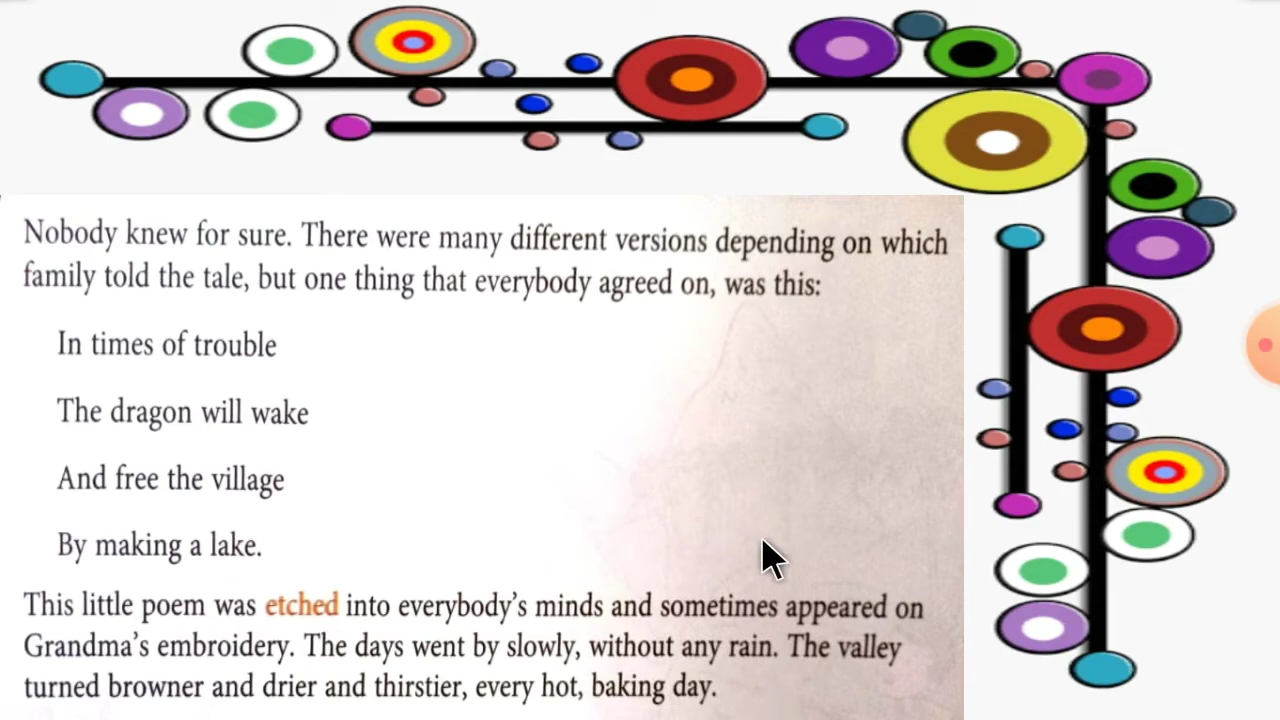 Nobody knew for sure. There were many different versions depending on which
family told the tale, but one thing that everybody agreed on, was this:
In times of trouble
The dragon will wake
And free the village
By making a lake.
This little poem was etched into everybody's minds and sometimes appeared on
Grandma's embroidery. The days went by slowly, without any rain. The valley
turned browner and drier and thirstier, every hot, baking day.